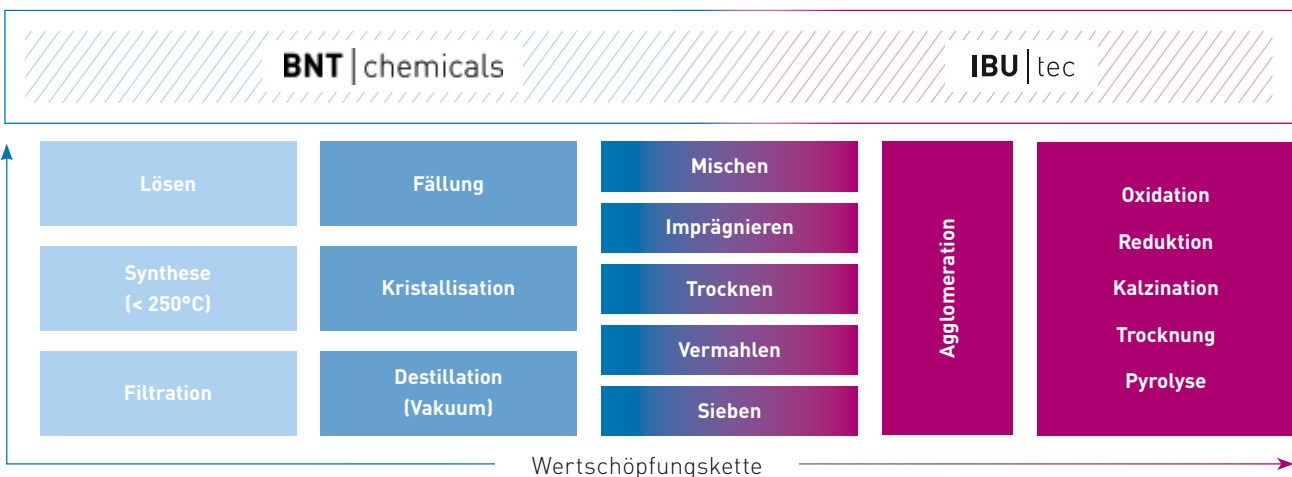 BNT | chemicals
IBU | tec
Lösen
Synthese
(< 250°C)
Filtration
Fällung
Kristallisation
Destillation
(Vakuum)
Mischen
Imprägnieren
Trocknen
Vermahlen
Sieben
Agglomeration
Oxidation
Reduktion
Kalzination
Trocknung
Pyrolyse
Wertschöpfungskette